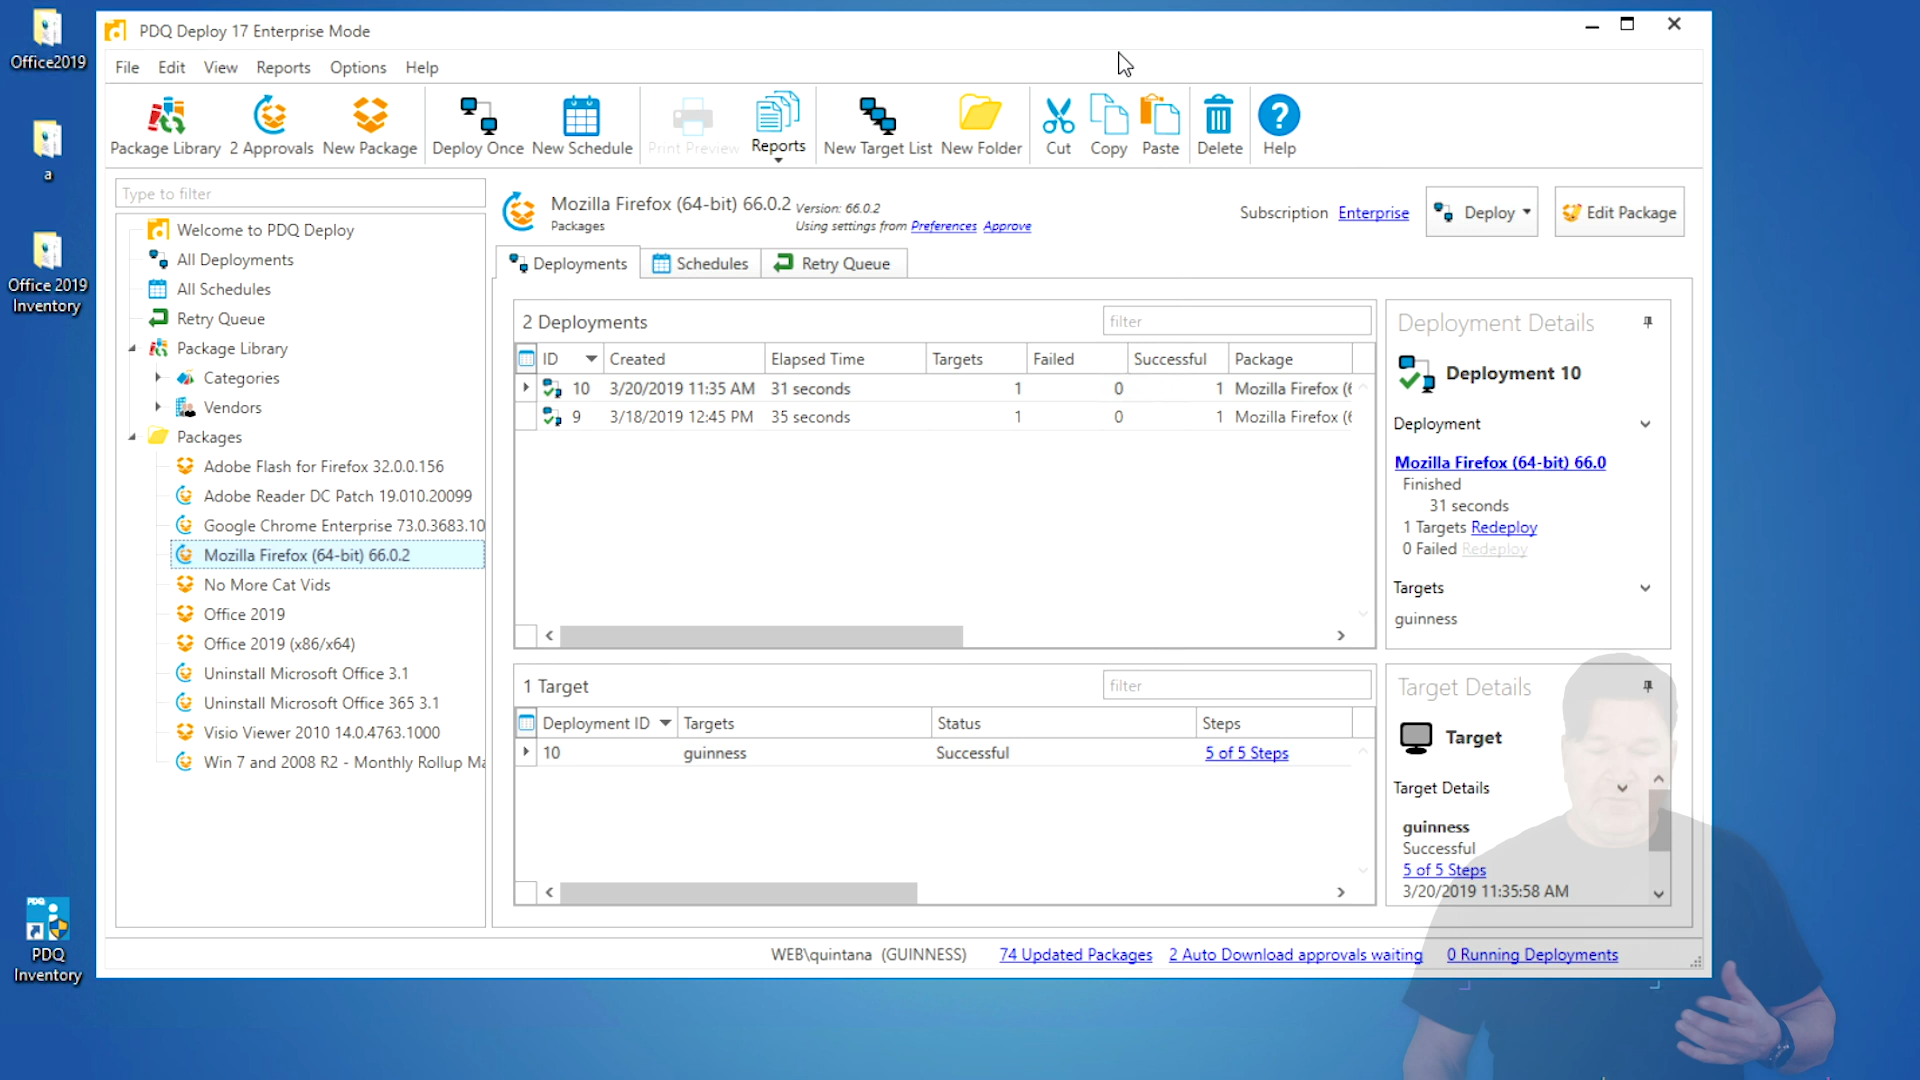 Office2019
a
Office 2019
Inventory
PDQ
PDQ
Inventory
PDQ Deploy 17 Enterprise Mode
File Edit View Reports Options Help
Package Library 2 Approvals New Package Deploy Once New Schedule Print Preview Reports New Target List New Folder Cut Copy Paste Delete Help
Type to filter
Welcome to PDQ Deploy
All Deployments
All Schedules
Retry Queue
Package Library
Categories
Vendors
Packages
Adobe Flash for Firefox 32.0.0.156
Adobe Reader DC Patch 19.010.20099
Google Chrome Enterprise 73.0.3683.10
Mozilla Firefox (64-bit) 66.0.2
No More Cat Vids
Office 2019
Office 2019 (x86/x64)
Uninstall Microsoft Office 3.1
Uninstall Microsoft Office 365 3.1
Visio Viewer 2010 14.0.4763.1000
Win 7 and 2008 R2 - Monthly Rollup Ma
Mozilla Firefox (64-bit) 66.0.2 Version: 66.0.2
Packages Using settings from Preferences Approve
Subscription Enterprise Deploy Edit Package
Deployments Schedules Retry Queue
2 Deployments filter
ID Created Elapsed Time Targets Failed Successful Package
10 3/20/2019 11:35 AM 31 seconds 1 0 1 Mozilla Firefox (6
9 3/18/2019 12:45 PM 35 seconds 1 0 1 Mozilla Firefox (6
1 Target filter
Deployment ID Targets Status Steps
10 guinness Successful 5 of 5 Steps
Deployment Details
Deployment 10
Deployment
Mozilla Firefox (64-bit) 66.0
Finished
31 seconds
1 Targets Redeploy
0 Failed Redeploy
Targets
guinness
Target Details
Target
Target Details
guinness
Successful
5 of 5 Steps
3/20/2019 11:35:58 AM
WEB\quintana (GUINNESS) 74 Updated Packages 2 Auto Download approvals waiting 0 Running Deployments